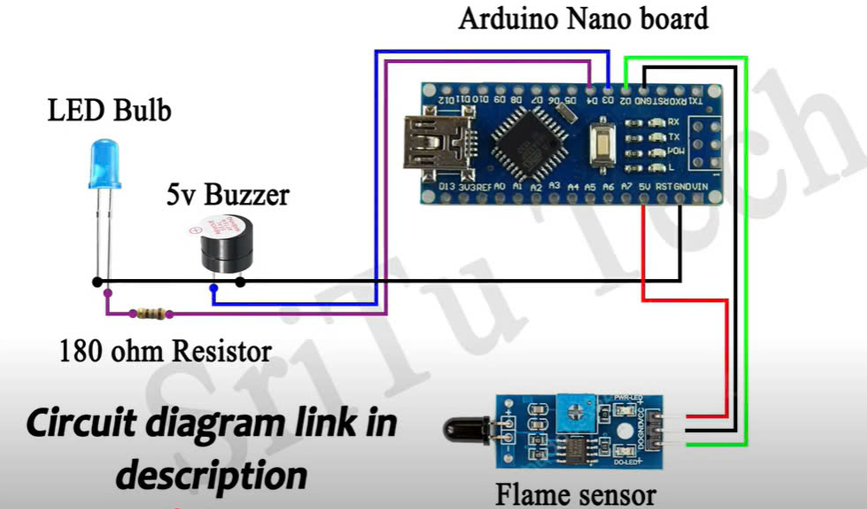 Arduino Nano board
D12 D11 D10 D9 D8 D7 D6 D5 D4 D3 D2 GND RST RX0 TX1
LED Bulb
RX
TX
POW
L
1
5v Buzzer
D13 3V3 REF A0 A1 A2 A3 A4 A5 A6 A7 5V RST GND VIN
SriTu Tech
180 ohm Resistor
Circuit diagram link in
description
PWR-LED
+
DO GND VCC
-
DO-LED
Flame sensor